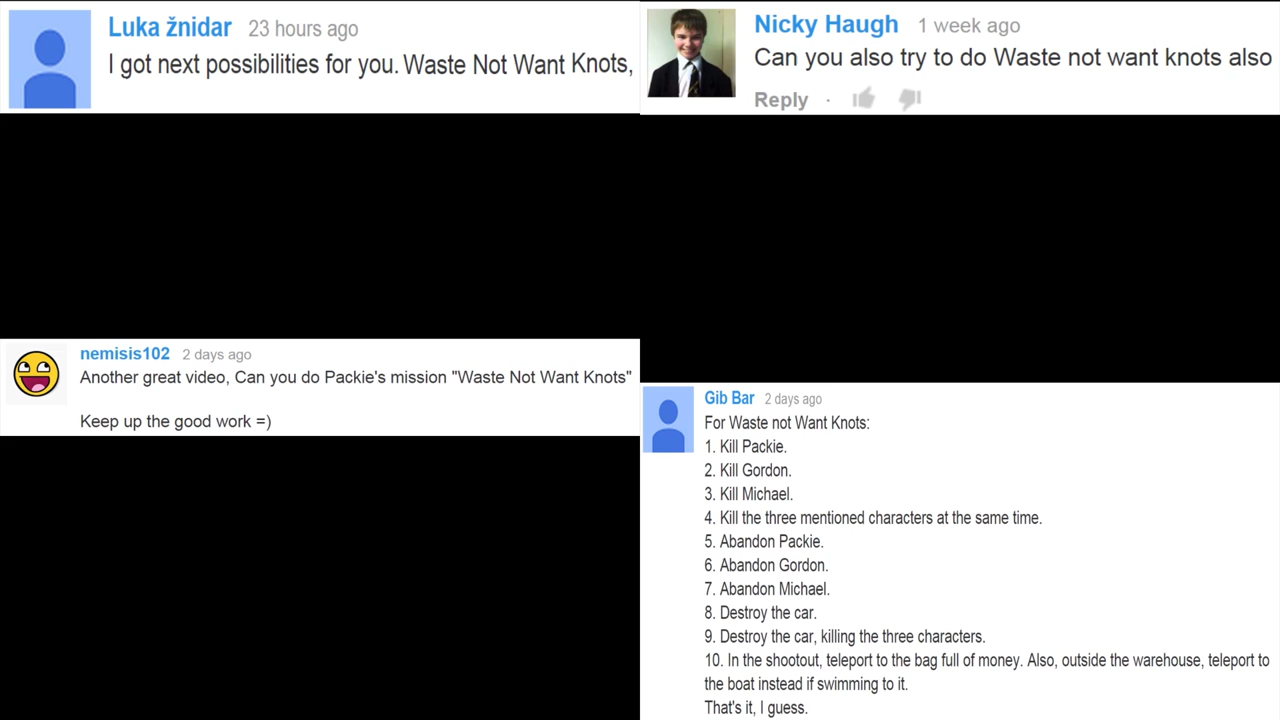 Luka žnidar 23 hours ago
I got next possibilities for you. Waste Not Want Knots,
Nicky Haugh 1 week ago
Can you also try to do Waste not want knots also
Reply ·
nemisis102 2 days ago
Another great video, Can you do Packie's mission "Waste Not Want Knots"
Keep up the good work =)
Gib Bar 2 days ago
For Waste not Want Knots:
1. Kill Packie.
2. Kill Gordon.
3. Kill Michael.
4. Kill the three mentioned characters at the same time.
5. Abandon Packie.
6. Abandon Gordon.
7. Abandon Michael.
8. Destroy the car.
9. Destroy the car, killing the three characters.
10. In the shootout, teleport to the bag full of money. Also, outside the warehouse, teleport to
the boat instead if swimming to it.
That's it, I guess.